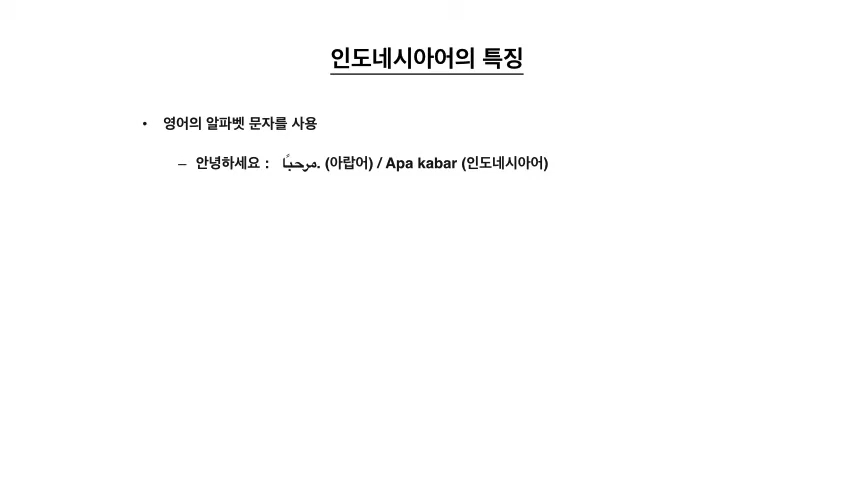 인도네시아어의 특징
• 영어의 알파벳 문자를 사용
– 안녕하세요 : مرحبًا. (아랍어) / Apa kabar (인도네시아어)